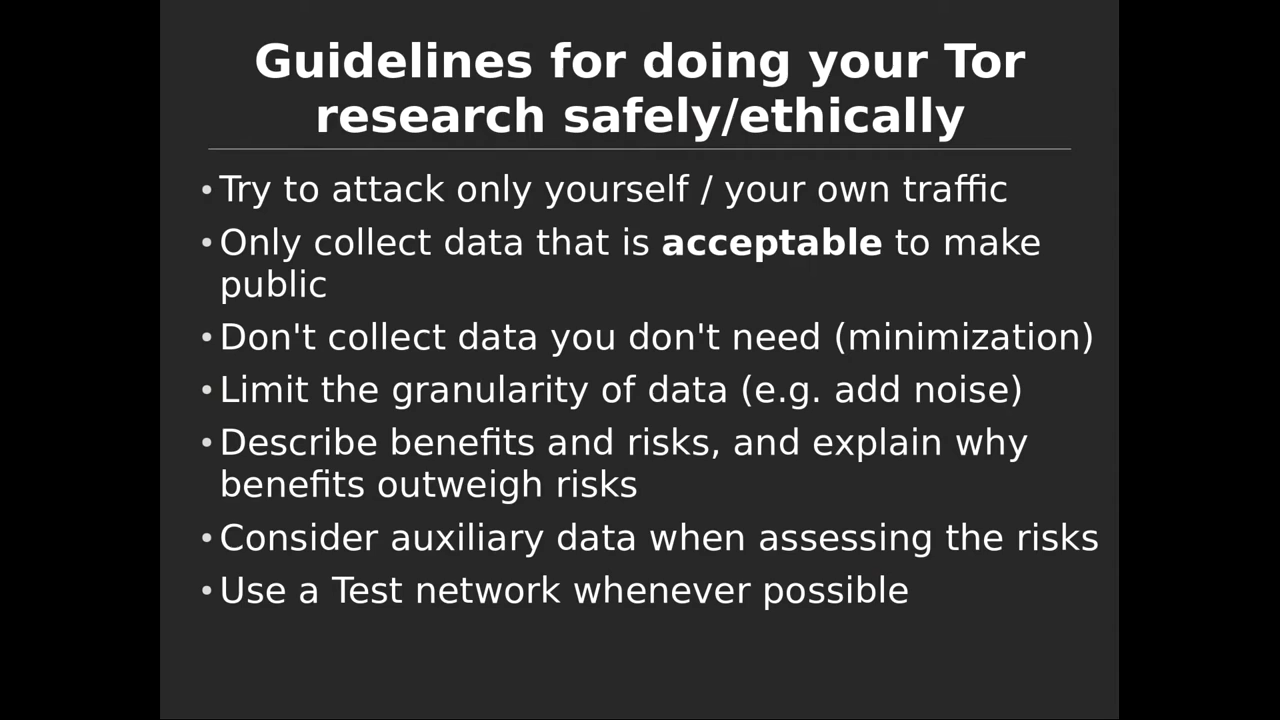 Guidelines for doing your Tor
research safely/ethically
•Try to attack only yourself / your own traffic
•Only collect data that is acceptable to make
public
•Don't collect data you don't need (minimization)
•Limit the granularity of data (e.g. add noise)
•Describe benefits and risks, and explain why
benefits outweigh risks
•Consider auxiliary data when assessing the risks
•Use a Test network whenever possible